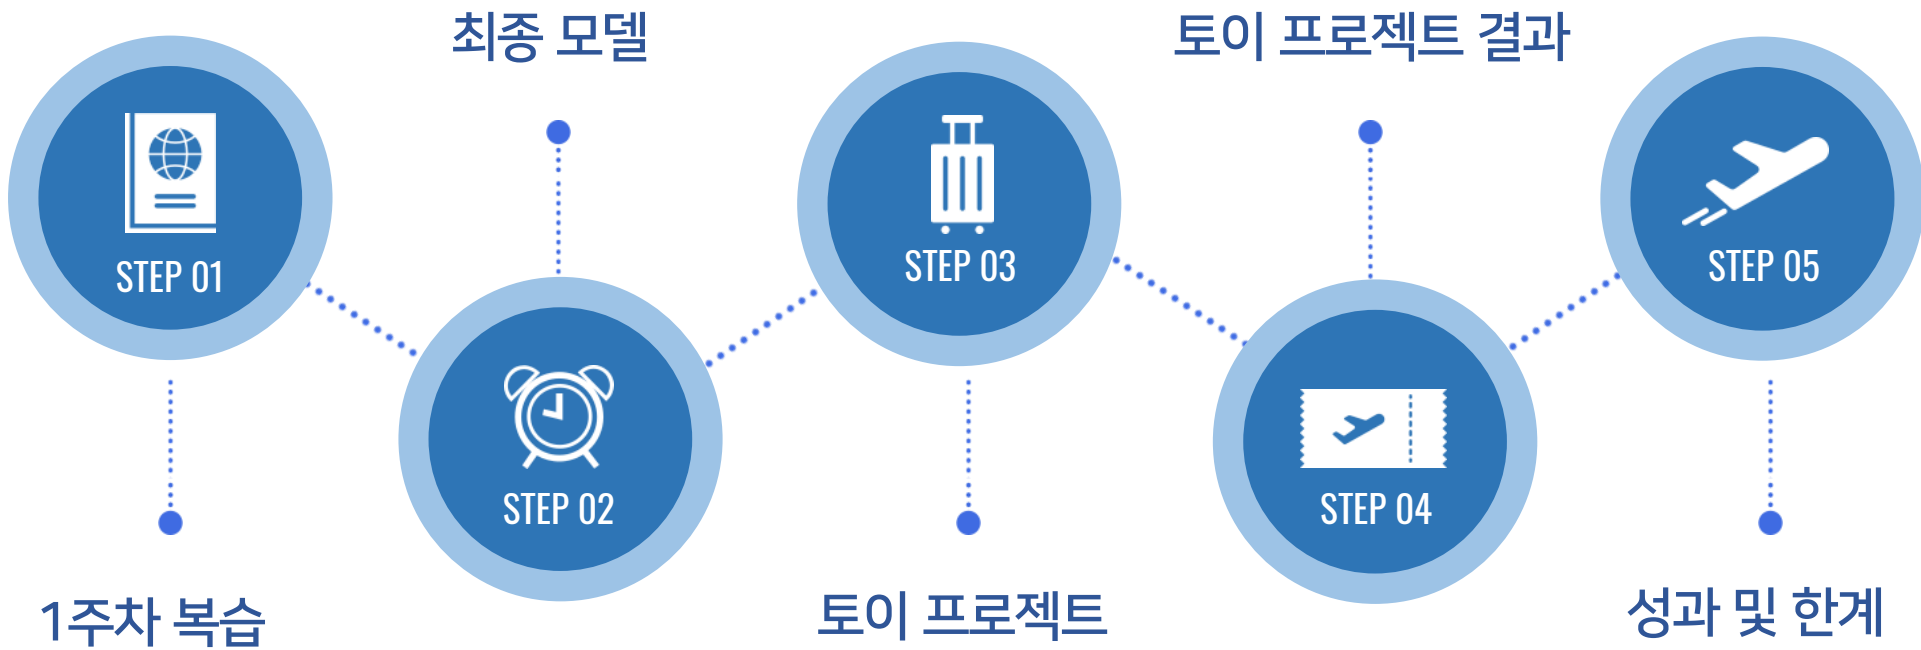 STEP 01
1주차 복습
최종 모델
STEP 02
STEP 03
토이 프로젝트
토이 프로젝트 결과
STEP 04
STEP 05
성과 및 한계